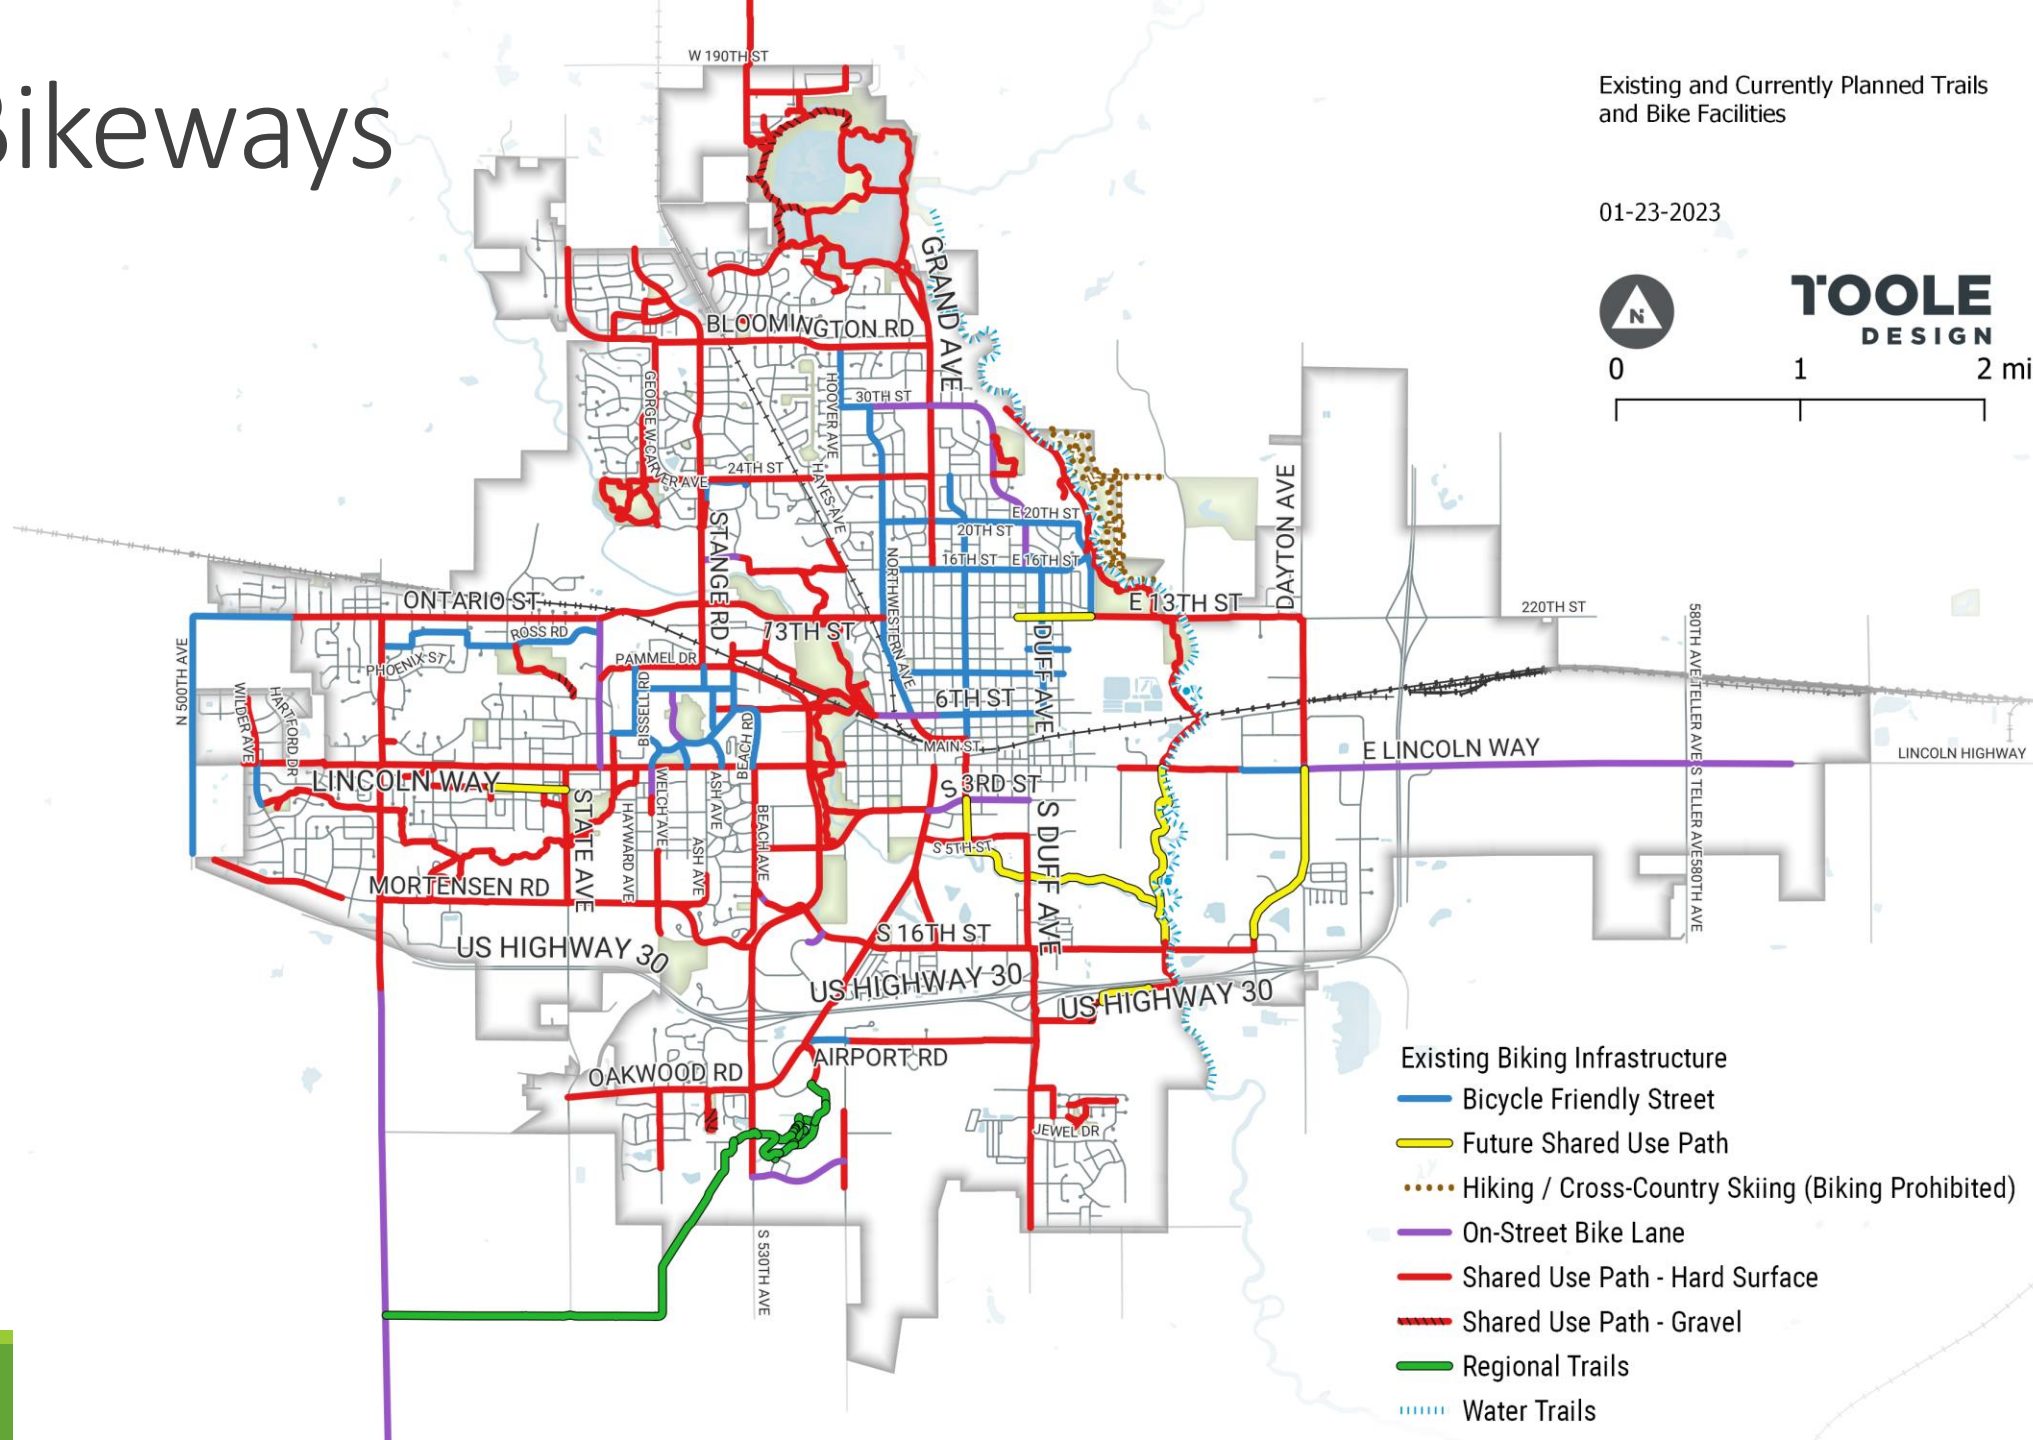 Bikeways
Existing and Currently Planned Trails
and Bike Facilities
01-23-2023
N
TOOLE
DESIGN
0 1 2 mi
W 190TH ST
GRAND AVE
BLOOMINGTON RD
GEORGE W CARVER AVE
HOOVER AVE
30TH ST
24TH ST
HAYES AVE
STANGE RD
E 20TH ST
20TH ST
16TH ST
E 16TH ST
NORTHWESTERN AVE
DAYTON AVE
ONTARIO ST
E 13TH ST
220TH ST
13TH ST
ROSS RD
PHOENIX ST
PAMMEL DR
N 500TH AVE
WILDER AVE
HARTFORD DR
BISSELL RD
BEACH RD
6TH ST
DUFF AVE
MAIN ST
580TH AVE
TELLER AVE
S TELLER AVE
580TH AVE
E LINCOLN WAY
LINCOLN HIGHWAY
LINCOLN WAY
STATE AVE
HAYWARD AVE
WELCH AVE
ASH AVE
ASH AVE
BEACH AVE
S 3RD ST
S 5TH ST
S DUFF AVE
MORTENSEN RD
US HIGHWAY 30
S 16TH ST
US HIGHWAY 30
US HIGHWAY 30
AIRPORT RD
OAKWOOD RD
JEWEL DR
S 530TH AVE
Existing Biking Infrastructure
Bicycle Friendly Street
Future Shared Use Path
Hiking / Cross-Country Skiing (Biking Prohibited)
On-Street Bike Lane
Shared Use Path - Hard Surface
Shared Use Path - Gravel
Regional Trails
Water Trails